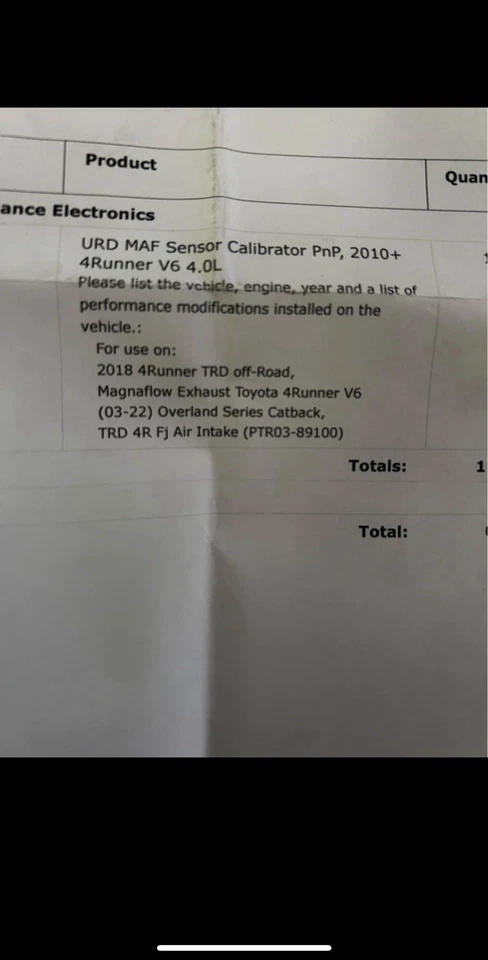 Product
Quan
ance Electronics
URD MAF Sensor Calibrator PnP, 2010+
4Runner V6 4.0L
Please list the vehicle, engine, year and a list of
performance modifications installed on the
vehicle.:
For use on:
2018 4Runner TRD off-Road,
Magnaflow Exhaust Toyota 4Runner V6
(03-22) Overland Series Catback,
TRD 4R Fj Air Intake (PTR03-89100)
Totals: 1
Total: